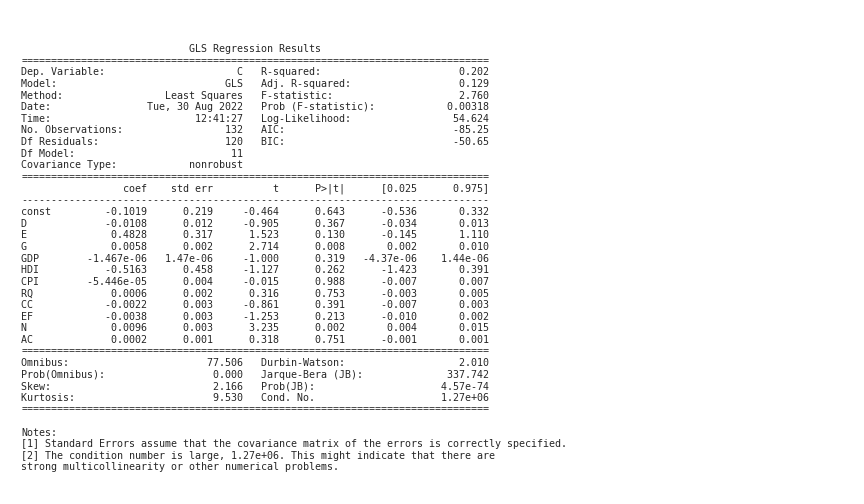 GLS Regression Results
==============================================================================
Dep. Variable:                      C   R-squared:                       0.202
Model:                            GLS   Adj. R-squared:                  0.129
Method:                 Least Squares   F-statistic:                     2.760
Date:                Tue, 30 Aug 2022   Prob (F-statistic):            0.00318
Time:                        12:41:27   Log-Likelihood:                 54.624
No. Observations:                 132   AIC:                            -85.25
Df Residuals:                     120   BIC:                            -50.65
Df Model:                          11
Covariance Type:            nonrobust
==============================================================================
                 coef    std err          t      P>|t|      [0.025      0.975]
------------------------------------------------------------------------------
const         -0.1019      0.219     -0.464      0.643      -0.536       0.332
D             -0.0108      0.012     -0.905      0.367      -0.034       0.013
E              0.4828      0.317      1.523      0.130      -0.145       1.110
G              0.0058      0.002      2.714      0.008       0.002       0.010
GDP        -1.467e-06   1.47e-06     -1.000      0.319   -4.37e-06    1.44e-06
HDI           -0.5163      0.458     -1.127      0.262      -1.423       0.391
CPI        -5.446e-05      0.004     -0.015      0.988      -0.007       0.007
RQ             0.0006      0.002      0.316      0.753      -0.003       0.005
CC            -0.0022      0.003     -0.861      0.391      -0.007       0.003
EF            -0.0038      0.003     -1.253      0.213      -0.010       0.002
N              0.0096      0.003      3.235      0.002       0.004       0.015
AC             0.0002      0.001      0.318      0.751      -0.001       0.001
==============================================================================
Omnibus:                       77.506   Durbin-Watson:                   2.010
Prob(Omnibus):                  0.000   Jarque-Bera (JB):              337.742
Skew:                           2.166   Prob(JB):                     4.57e-74
Kurtosis:                       9.530   Cond. No.                     1.27e+06
==============================================================================
Notes:
[1] Standard Errors assume that the covariance matrix of the errors is correctly specified.
[2] The condition number is large, 1.27e+06. This might indicate that there are
strong multicollinearity or other numerical problems.